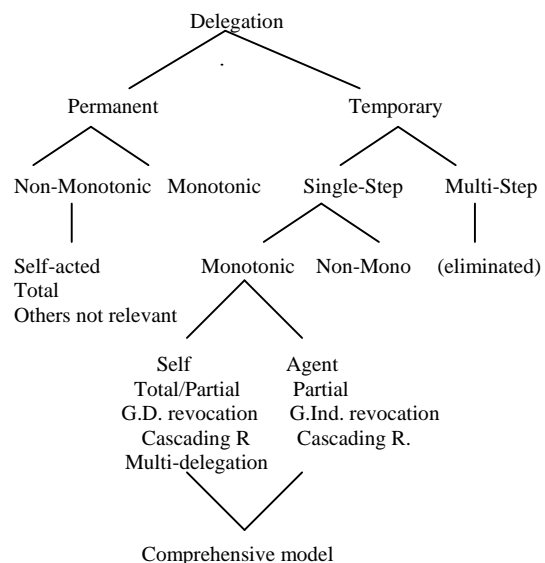 Delegation
Permanent Temporary
Non-Monotonic Monotonic Single-Step Multi-Step
Self-acted Monotonic Non-Mono (eliminated)
Total
Others not relevant
Self Agent
Total/Partial Partial
G.D. revocation G.Ind. revocation
Cascading R Cascading R.
Multi-delegation
Comprehensive model